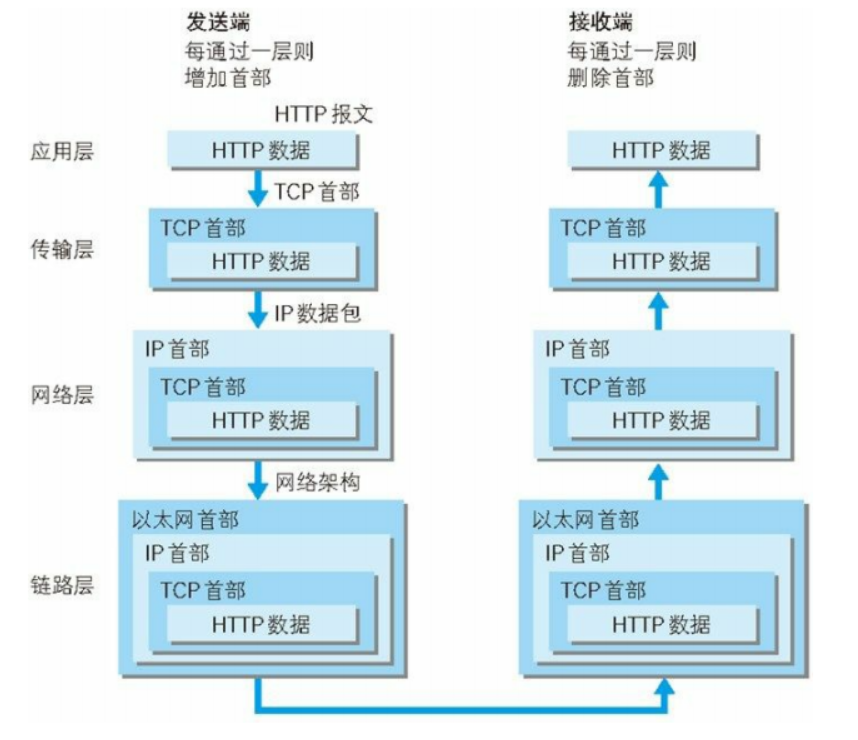 发送端
每通过一层则
增加首部
接收端
每通过一层则
删除首部
HTTP 报文
应用层
HTTP 数据
HTTP 数据
TCP 首部
传输层
TCP 首部
HTTP 数据
TCP 首部
HTTP 数据
IP 数据包
网络层
IP 首部
TCP 首部
HTTP 数据
IP 首部
TCP 首部
HTTP 数据
网络架构
链路层
以太网首部
IP 首部
TCP 首部
HTTP 数据
以太网首部
IP 首部
TCP 首部
HTTP 数据